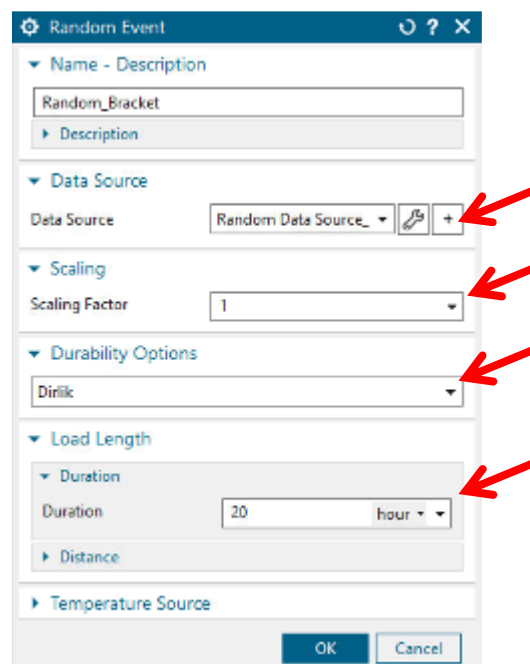 Random Event
Name - Description
Random_Bracket
Description
Data Source
Data Source Random Data Source_ +
Scaling
Scaling Factor 1
Durability Options
Dirlik
Load Length
Duration
Duration 20 hour
Distance
Temperature Source
OK Cancel